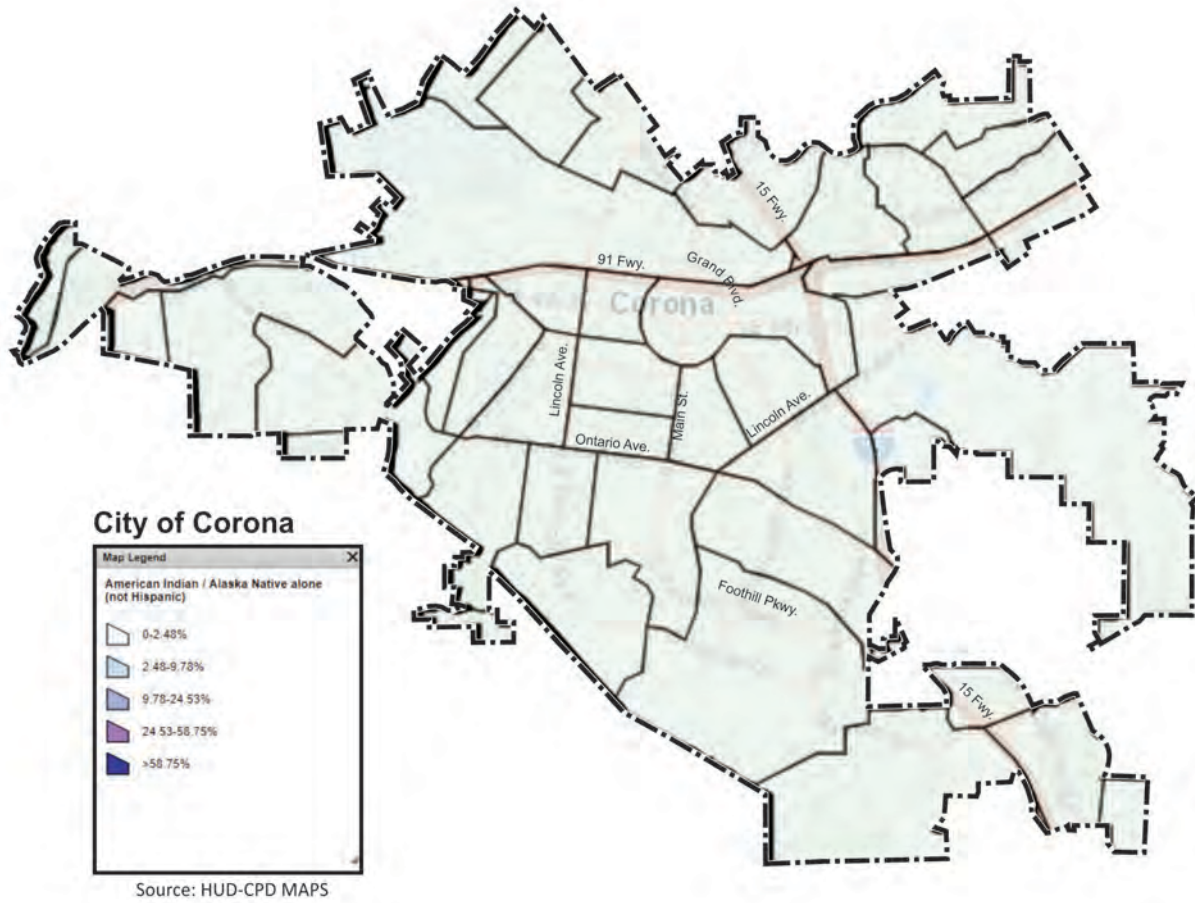 15 Fwy.
91 Fwy.
Grand Blvd.
Corona
Lincoln Ave.
Main St.
Lincoln Ave.
Ontario Ave.
Foothill Pkwy.
15 Fwy.
City of Corona
Map Legend
American Indian / Alaska Native alone
(not Hispanic)
0-2.48%
2.48-9.78%
9.78-24.53%
24.53-58.75%
>58.75%
Source: HUD-CPD MAPS